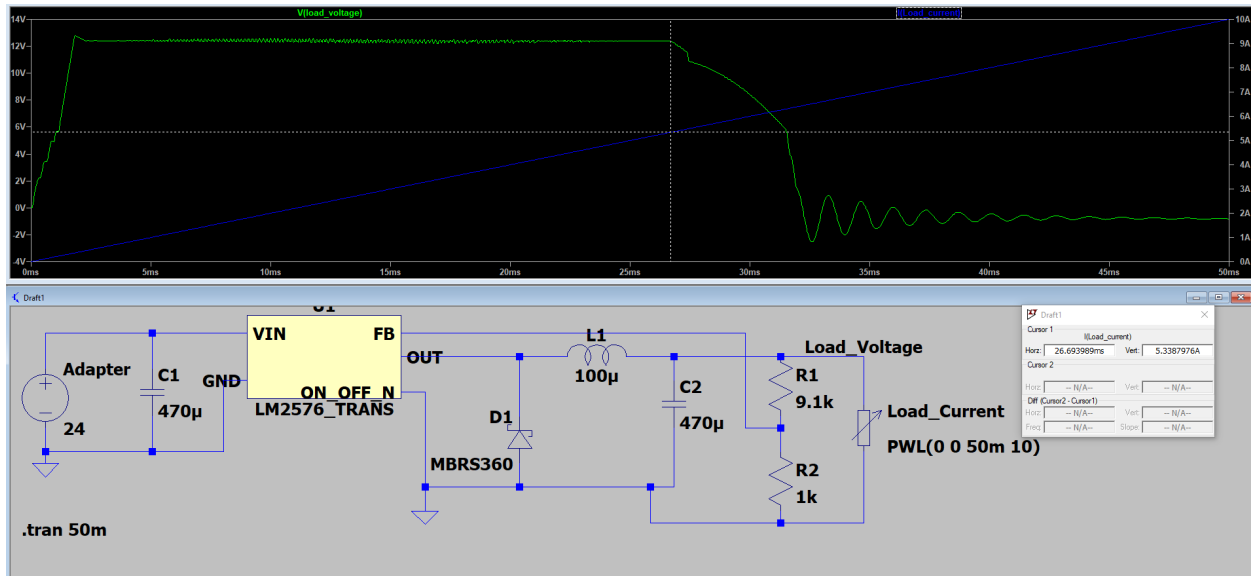 V(load_voltage)
14V
12V
10V
8V
6V
4V
2V
0V
-2V
-4V
10A
9A
8A
7A
6A
5A
4A
3A
2A
1A
0A
0ms 5ms 10ms 15ms 20ms 25ms 30ms 35ms 40ms 45ms 50ms
Draft1
Adapter
24
C1
470µ
U1
VIN FB
OUT
GND
ON_OFF_N
LM2576_TRANS
D1
MBRS360
L1
100µ
C2
470µ
Load_Voltage
R1
9.1k
R2
1k
Load_Current
PWL(0 0 50m 10)
.tran 50m
Draft1
Cursor 1
I(Load_current)
Horz: 26.693989ms Vert: 5.3387976A
Cursor 2
Horz: -- N/A-- Vert: -- N/A--
Diff (Cursor2 - Cursor1)
Horz: -- N/A-- Vert: -- N/A--
Freq: -- N/A-- Slope: -- N/A--